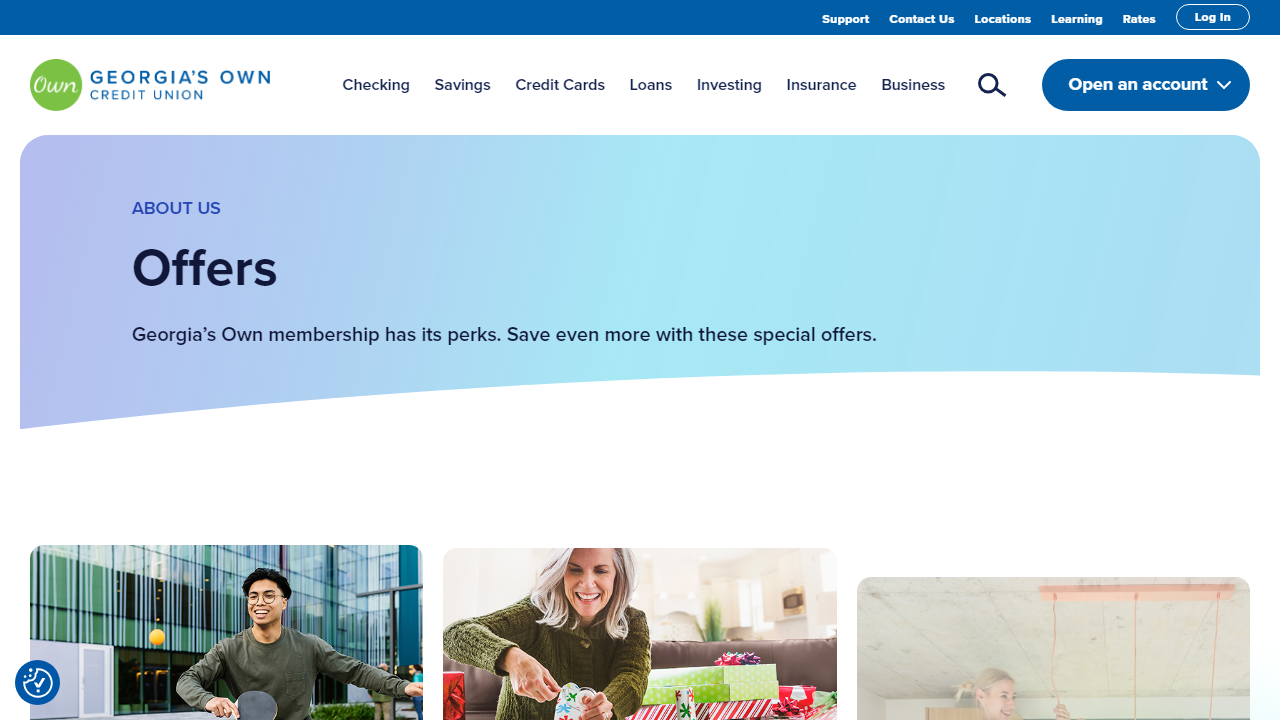 Support Contact Us Locations Learning Rates Log In
Own GEORGIA'S OWN
CREDIT UNION
Checking Savings Credit Cards Loans Investing Insurance Business Open an account
ABOUT US
Offers
Georgia’s Own membership has its perks. Save even more with these special offers.